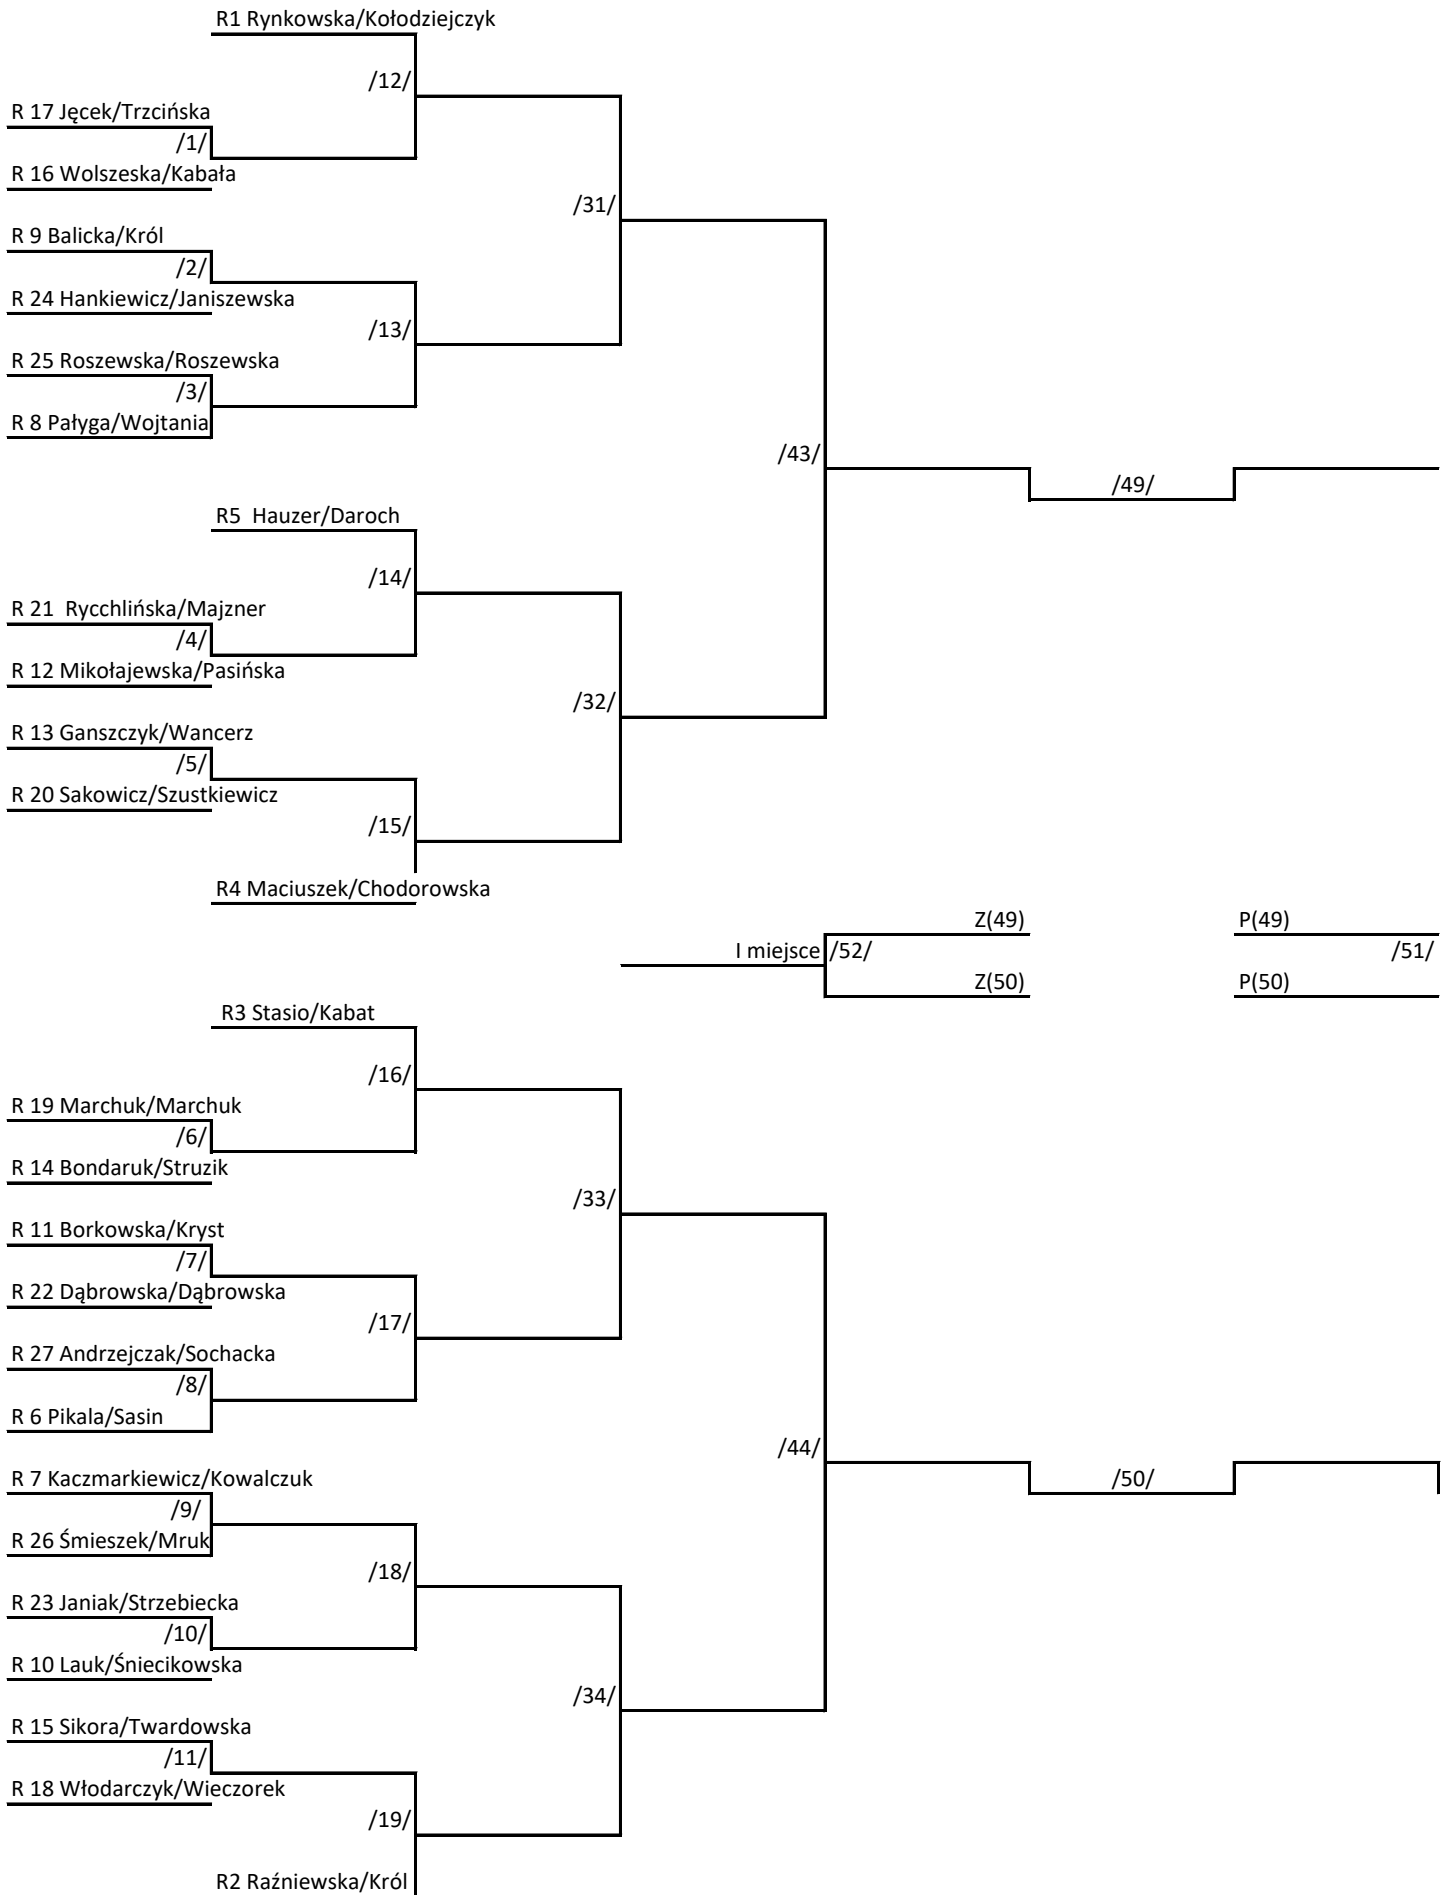 R1 Rynkowska/Kołodziejczyk
/12/
R 17 Jęcek/Trzcińska
/1/
R 16 Wolszeska/Kabała
/31/
R 9 Balicka/Król
/2/
R 24 Hankiewicz/Janiszewska
/13/
R 25 Roszewska/Roszewska
/3/
R 8 Pałyga/Wojtania
/43/
/49/
R5  Hauzer/Daroch
/14/
R 21  Rycchlińska/Majzner
/4/
R 12 Mikołajewska/Pasińska
/32/
R 13 Ganszczyk/Wancerz
/5/
R 20 Sakowicz/Szustkiewicz
/15/
R4 Maciuszek/Chodorowska
Z(49) P(49)
I miejsce /52/ /51/
Z(50) P(50)
R3 Stasio/Kabat
/16/
R 19 Marchuk/Marchuk
/6/
R 14 Bondaruk/Struzik
/33/
R 11 Borkowska/Kryst
/7/
R 22 Dąbrowska/Dąbrowska
/17/
R 27 Andrzejczak/Sochacka
/8/
R 6 Pikala/Sasin
/44/
R 7 Kaczmarkiewicz/Kowalczuk
/50/
/9/
R 26 Śmieszek/Mruk
/18/
R 23 Janiak/Strzebiecka
/10/
R 10 Lauk/Śniecikowska
/34/
R 15 Sikora/Twardowska
/11/
R 18 Włodarczyk/Wieczorek
/19/
R2 Raźniewska/Król